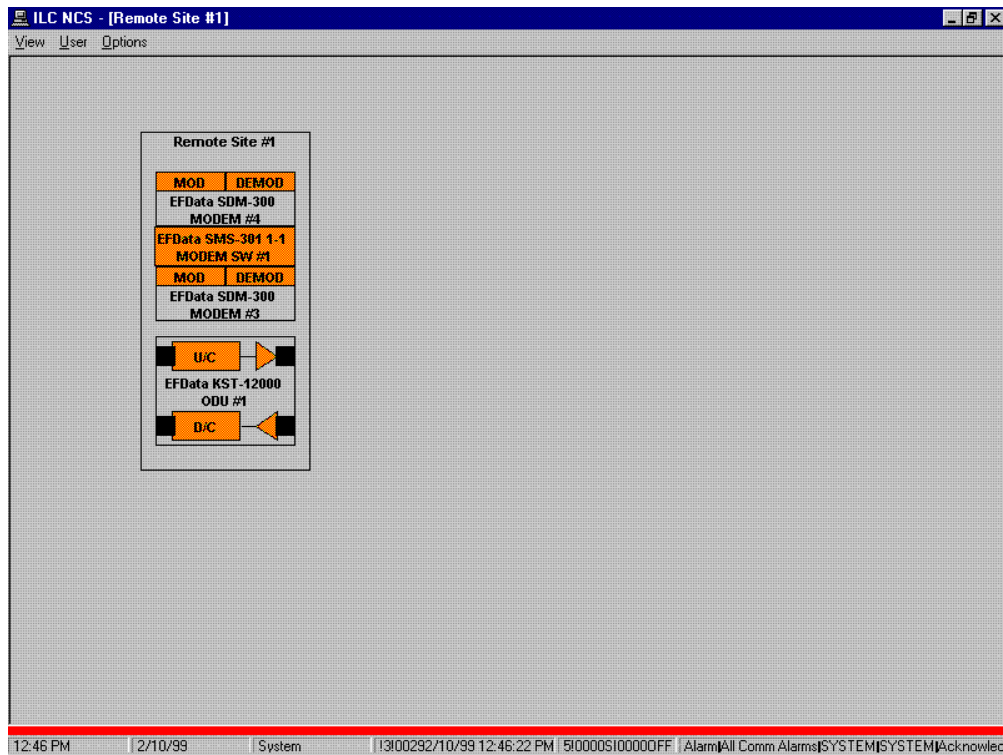 ILC NCS - [Remote Site #1]
View User Options
Remote Site #1
MOD DEMOD
EFData SDM-300
MODEM #4
EFData SMS-301 1-1
MODEM SW #1
MOD DEMOD
EFData SDM-300
MODEM #3
U/C
EFData KST-12000
ODU #1
D/C
12:46 PM 2/10/99 System !3!00292/10/99 12:46:22 PM 5!0000S!0000OFF Alarm|All Comm Alarms|SYSTEM|SYSTEM|Acknowled